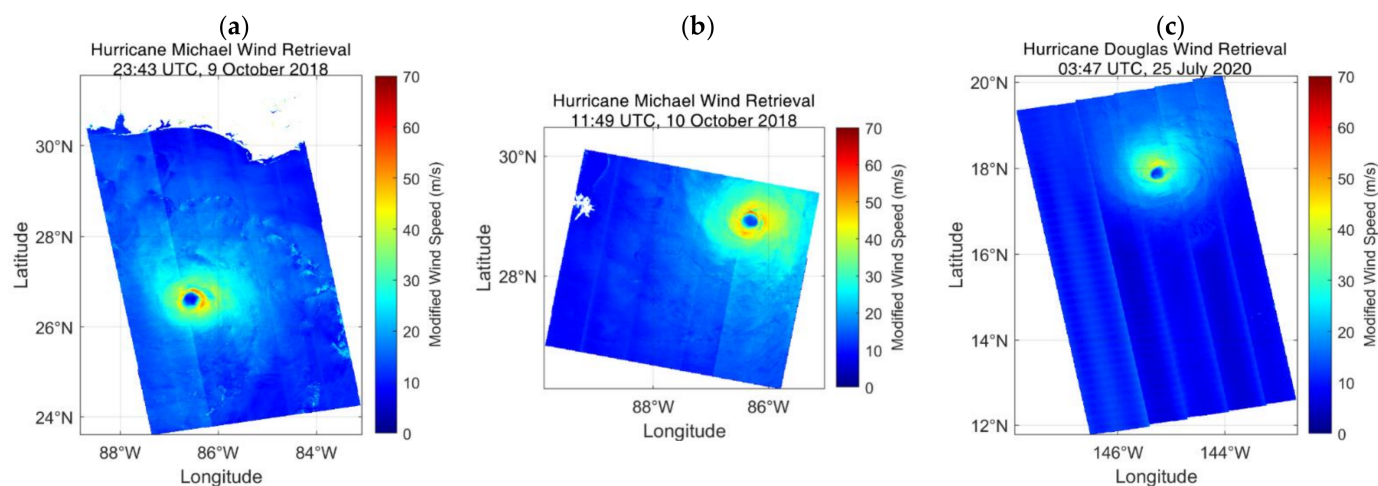 (a)
Hurricane Michael Wind Retrieval
23:43 UTC, 9 October 2018
30°N
28°N
26°N
24°N
Latitude
88°W 86°W 84°W
Longitude
70
60
50
40
30
20
10
0
Modified Wind Speed (m/s)
(b)
Hurricane Michael Wind Retrieval
11:49 UTC, 10 October 2018
30°N
28°N
Latitude
88°W 86°W
Longitude
70
60
50
40
30
20
10
0
Modified Wind Speed (m/s)
(c)
Hurricane Douglas Wind Retrieval
03:47 UTC, 25 July 2020
20°N
18°N
16°N
14°N
12°N
Latitude
146°W 144°W
Longitude
70
60
50
40
30
20
10
0
Modified Wind Speed (m/s)